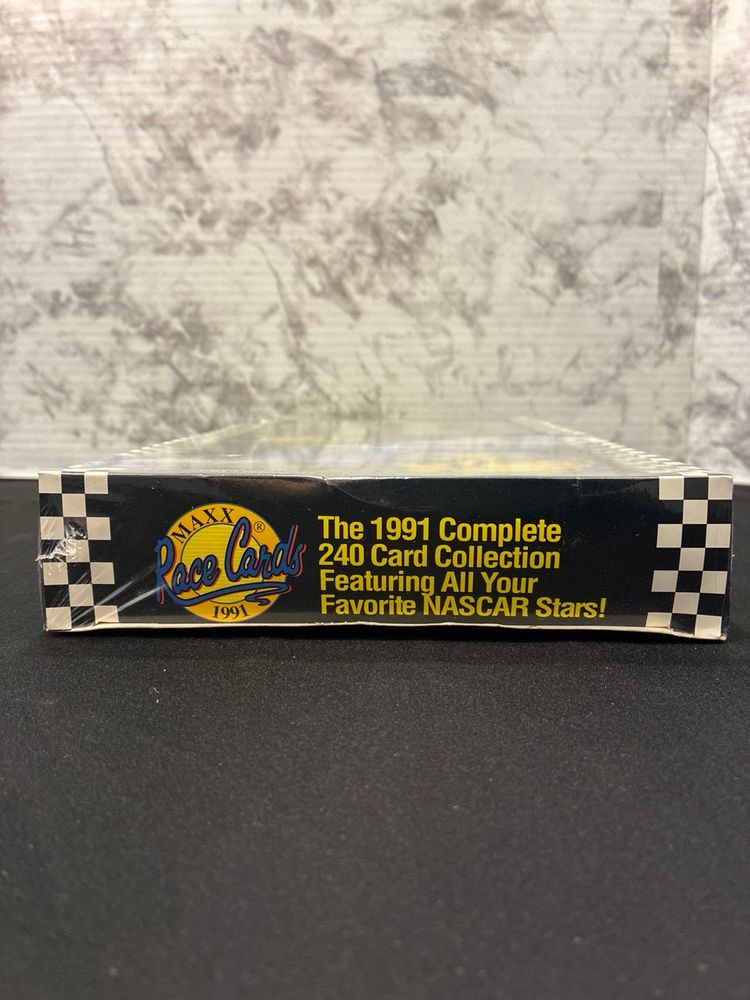 MAXX ®
Race Cards
1991
The 1991 Complete
240 Card Collection
Featuring All Your
Favorite NASCAR Stars!